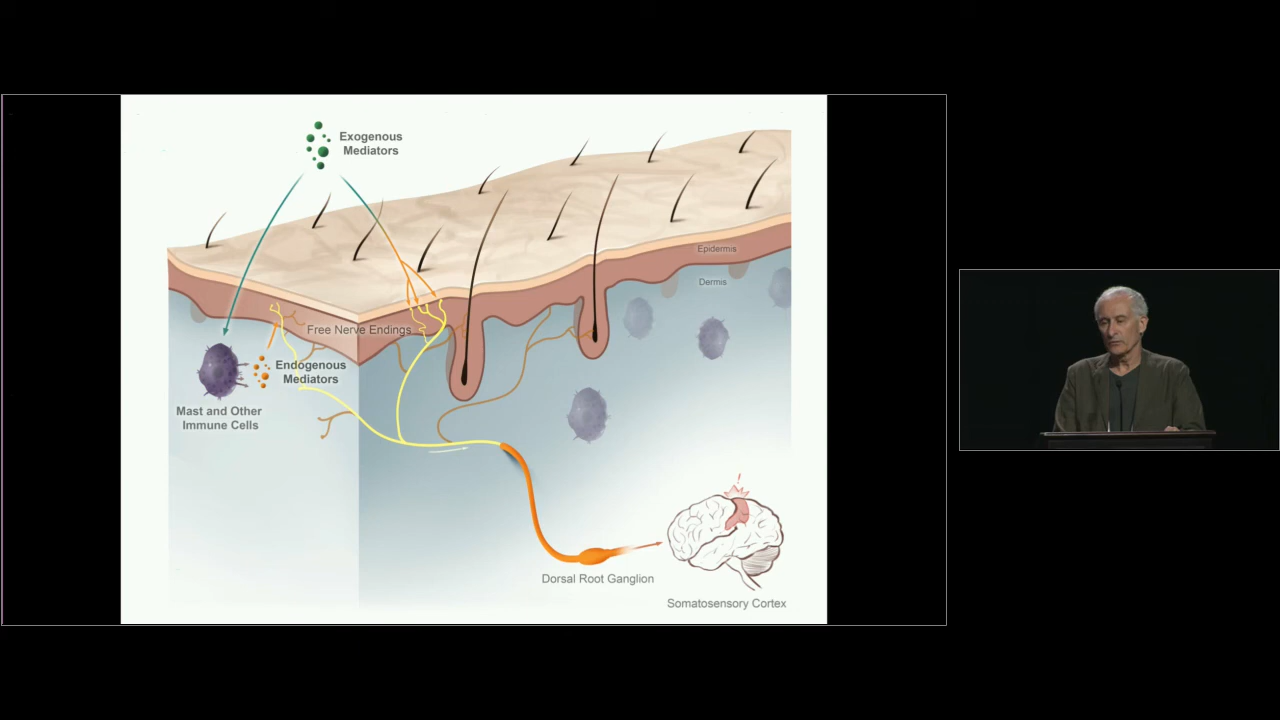 Exogenous
Mediators
Epidermis
Dermis
Free Nerve Endings
Endogenous
Mediators
Mast and Other
Immune Cells
Dorsal Root Ganglion
Somatosensory Cortex